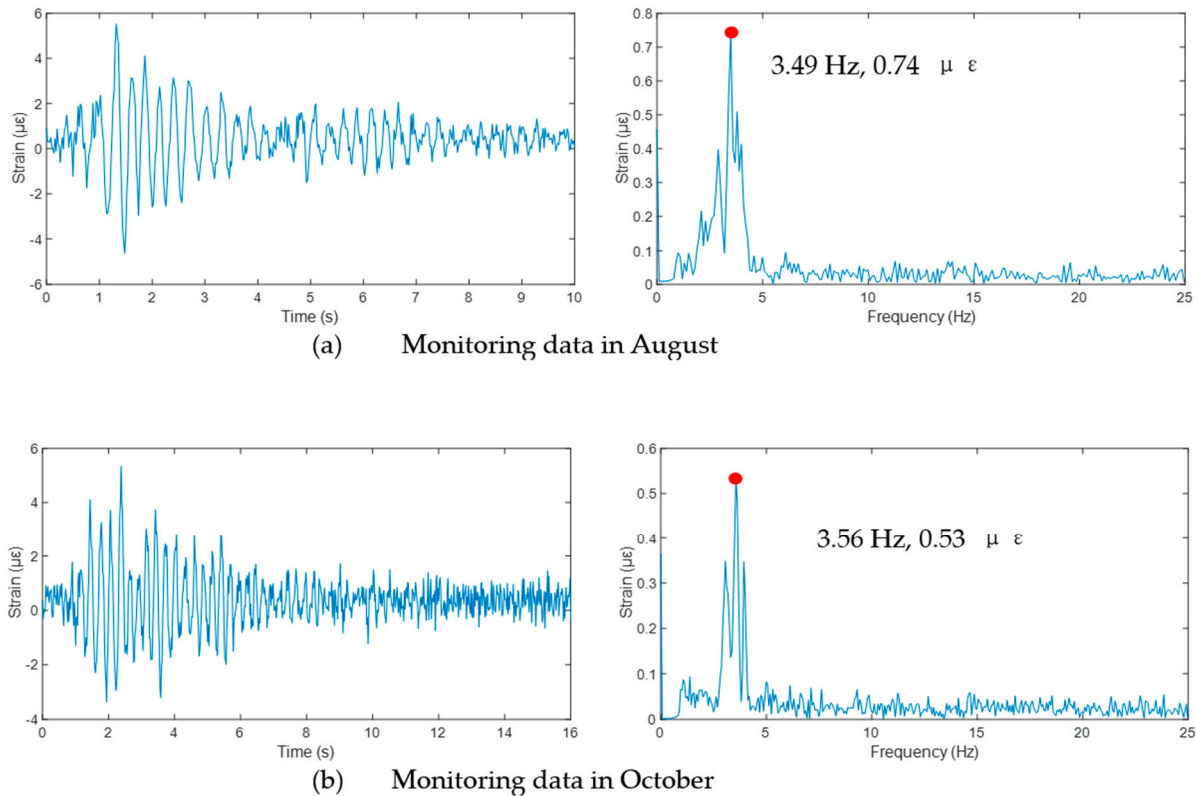 6
4
2
0
-2
-4
-6
Strain (με)
0 1 2 3 4 5 6 7 8 9 10
Time (s)
0.8
0.7
0.6
0.5
0.4
0.3
0.2
0.1
0
Strain (με)
3.49 Hz, 0.74 μ ε
0 5 10 15 20 25
Frequency (Hz)
(a) Monitoring data in August
6
4
2
0
-2
-4
Strain (με)
0 2 4 6 8 10 12 14 16
Time (s)
0.6
0.5
0.4
0.3
0.2
0.1
0
Strain (με)
3.56 Hz, 0.53 μ ε
0 5 10 15 20 25
Frequency (Hz)
(b) Monitoring data in October